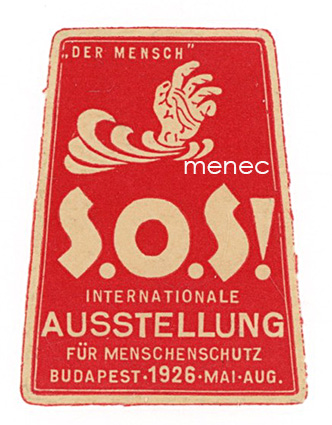 „DER MENSCH"
menec
S.O.S!
INTERNATIONALE
AUSSTELLUNG
FÜR MENSCHENSCHUTZ
BUDAPEST·1926·MAI-AUG.